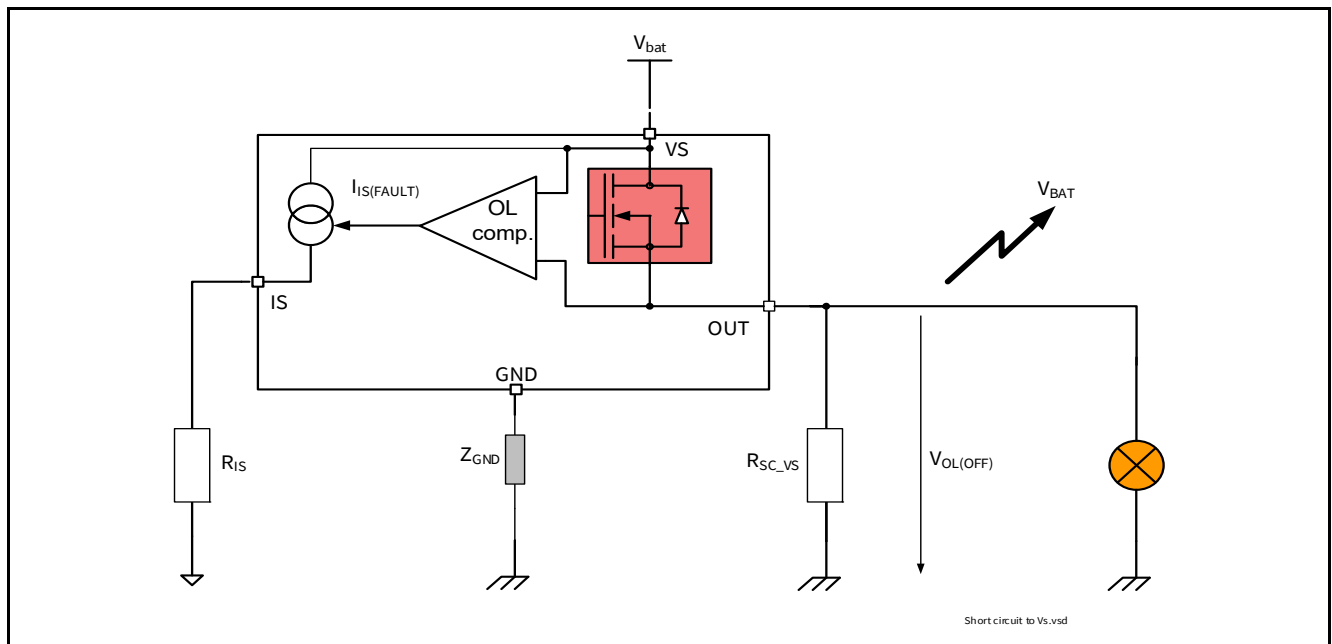 Vbat
VS
IIS(FAULT)
OL
comp.
VBAT
IS
OUT
GND
RIS
ZGND
RSC_VS
VOL(OFF)
Short circuit to Vs.vsd